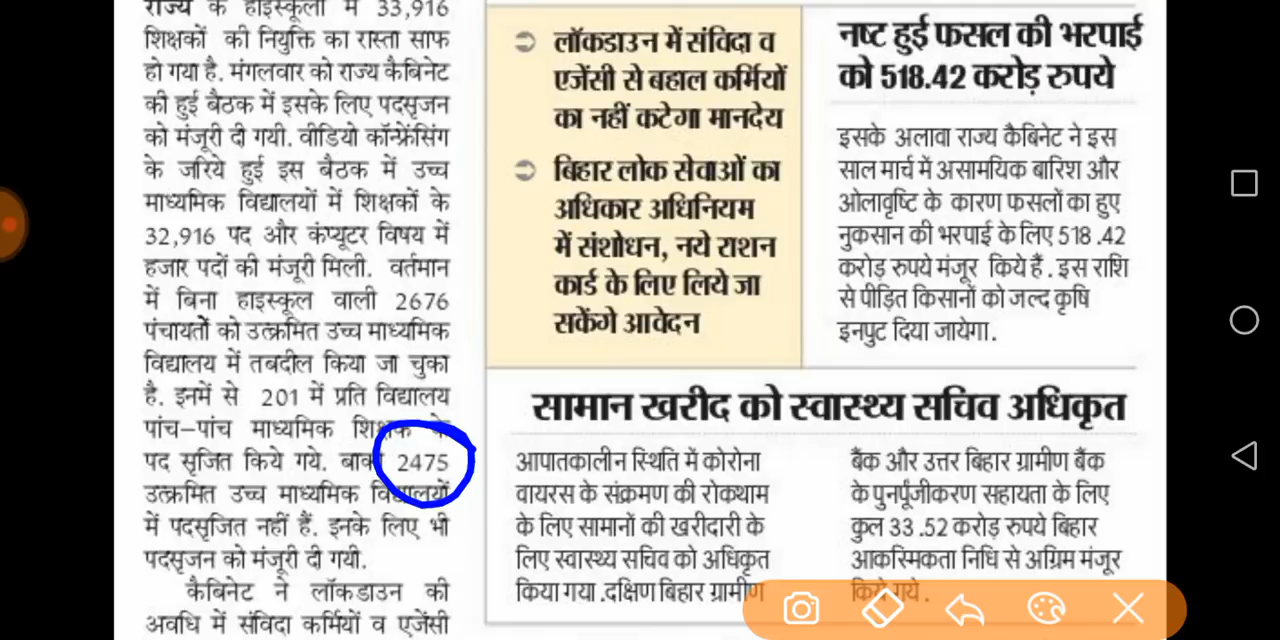 राज्य के हाइस्कूलों में 33,916
शिक्षकों की नियुक्ति का रास्ता साफ
हो गया है. मंगलवार को राज्य कैबिनेट
की हुई बैठक में इसके लिए पदसृजन
को मंजूरी दी गयी. वीडियो कॉन्फ्रेंसिंग
के जरिये हुई इस बैठक में उच्च
माध्यमिक विद्यालयों में शिक्षकों के
32,916 पद और कंप्यूटर विषय में
हजार पदों की मंजूरी मिली. वर्तमान
में बिना हाइस्कूल वाली 2676
पंचायतों को उत्क्रमित उच्च माध्यमिक
विद्यालय में तबदील किया जा चुका
है. इनमें से 201 में प्रति विद्यालय
पांच-पांच माध्यमिक शिक्षक के
पद सृजित किये गये. बाकी 2475
उत्क्रमित उच्च माध्यमिक विद्यालयों
में पदसृजित नहीं हैं. इनके लिए भी
पदसृजन को मंजूरी दी गयी.
कैबिनेट ने लॉकडाउन की
अवधि में संविदा कर्मियों व एजेंसी
लॉकडाउन में संविदा व
एजेंसी से बहाल कर्मियों
का नहीं कटेगा मानदेय
बिहार लोक सेवाओं का
अधिकार अधिनियम
में संशोधन, नये राशन
कार्ड के लिए लिये जा
सकेंगे आवेदन
नष्ट हुई फसल की भरपाई
को 518.42 करोड़ रुपये
इसके अलावा राज्य कैबिनेट ने इस
साल मार्च में असामयिक बारिश और
ओलावृष्टि के कारण फसलों का हुए
नुकसान की भरपाई के लिए 518 .42
करोड़ रुपये मंजूर किये हैं . इस राशि
से पीड़ित किसानों को जल्द कृषि
इनपुट दिया जायेगा.
सामान खरीद को स्वास्थ्य सचिव अधिकृत
आपातकालीन स्थिति में कोरोना
वायरस के संक्रमण की रोकथाम
के लिए सामानों की खरीदारी के
लिए स्वास्थ्य सचिव को अधिकृत
किया गया .दक्षिण बिहार ग्रामीण
बैंक और उत्तर बिहार ग्रामीण बैंक
के पुनर्पूंजीकरण सहायता के लिए
कुल 33 .52 करोड़ रुपये बिहार
आकस्मिकता निधि से अग्रिम मंजूर
किये गये .